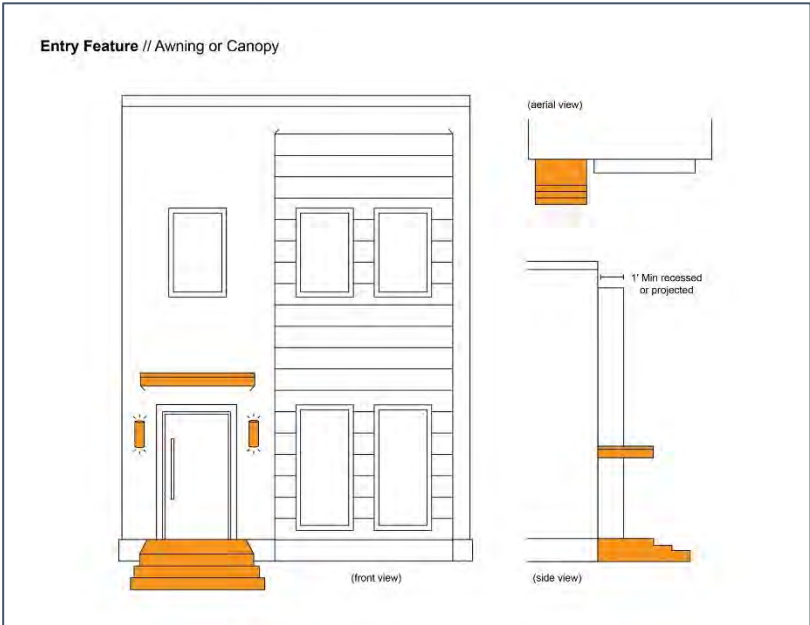 Entry Feature // Awning or Canopy
(aerial view)
1' Min recessed
or projected
(front view)
(side view)